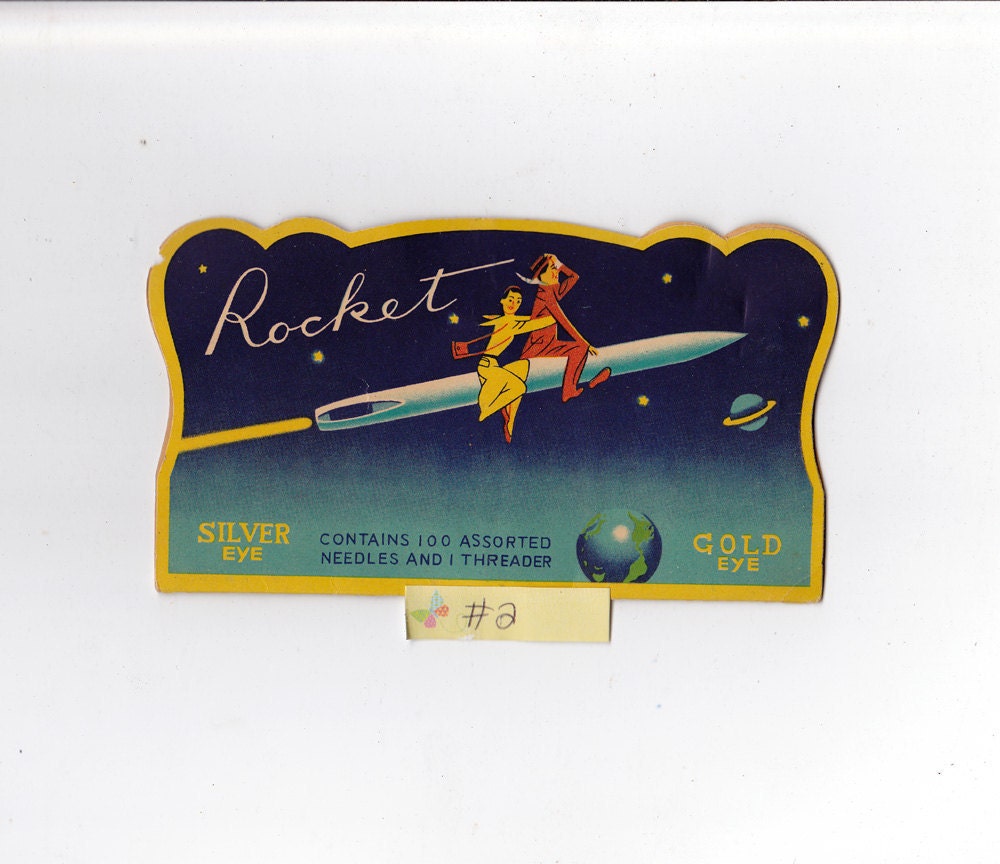 Rocket
SILVER
EYE
CONTAINS 100 ASSORTED
NEEDLES AND 1 THREADER
GOLD
EYE
#2